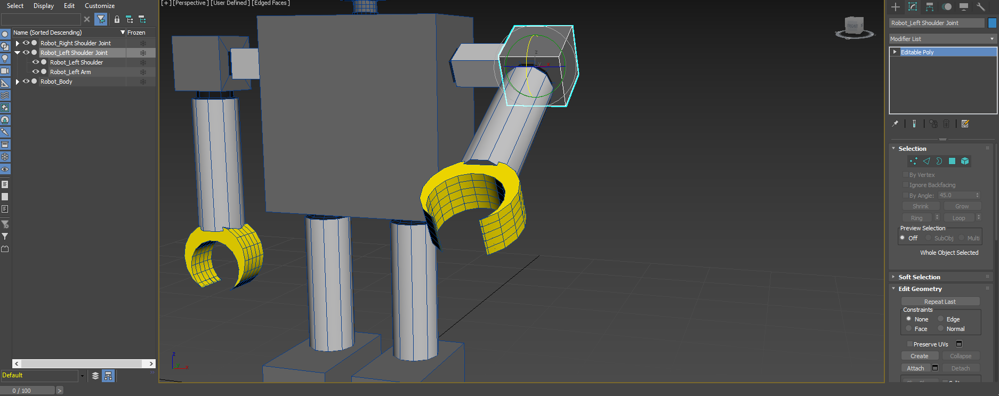 Select Display Edit Customize
Name (Sorted Descending) Frozen
Robot_Right Shoulder Joint
Robot_Left Shoulder Joint
Robot_Left Shoulder
Robot_Left Arm
Robot_Body
Default
0 / 100 >
[+] [Perspective ] [User Defined ] [Edged Faces ]
FRONT
z
y
x
z
y
x
Robot_Left Shoulder Joint
Modifier List
Editable Poly
Selection
By Vertex
Ignore Backfacing
By Angle: 45.0
Shrink Grow
Ring Loop
Preview Selection
Off SubObj Multi
Whole Object Selected
Soft Selection
Edit Geometry
Repeat Last
Constraints
None Edge
Face Normal
Preserve UVs
Create Collapse
Attach Detach